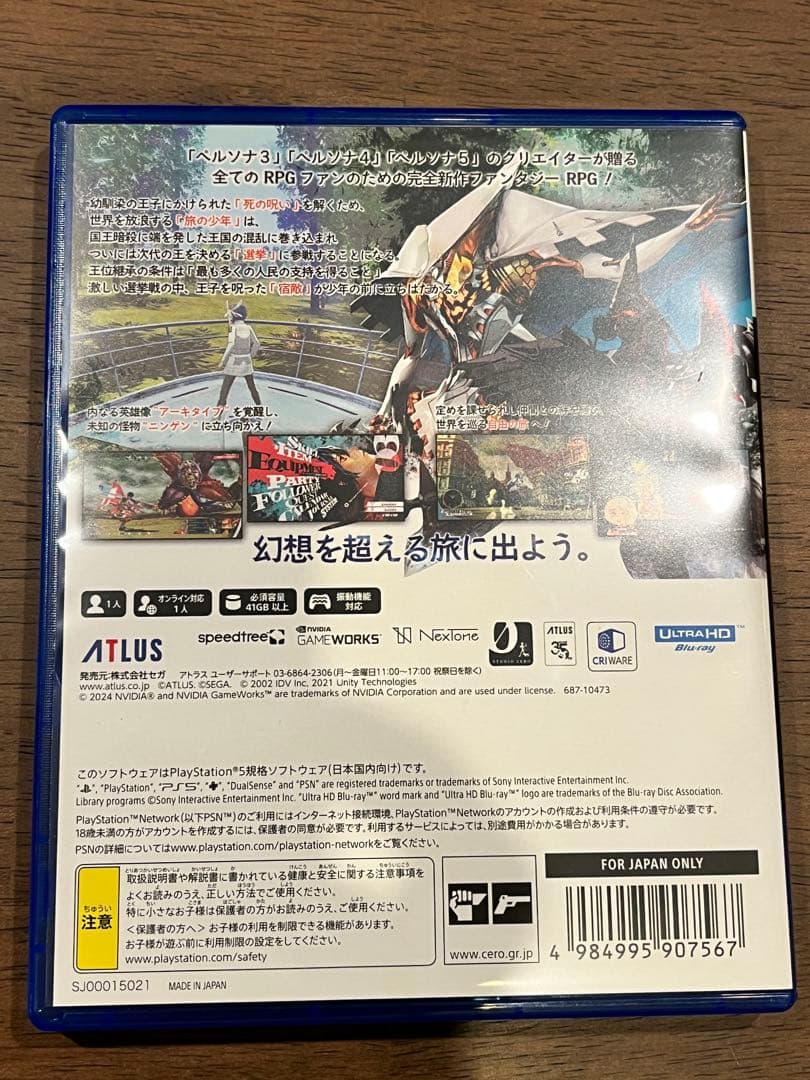 「ペルソナ3」「ペルソナ4」「ペルソナ5」のクリエイターが贈る
全てのRPGファンのための完全新作ファンタジーRPG！
幼馴染の王子にかけられた「死の呪い」を解くため、
世界を放浪する「旅の少年」は、
国王暗殺に端を発した王国の混乱に巻き込まれ
ついには次代の王を決める「選挙」に参戦することになる。
王位継承の条件は「最も多くの人民の支持を得ること」
激しい選挙戦の中、王子を呪った「宿敵」が少年の前に立ちはだかる。
内なる英雄像“アーキタイプ”を覚醒し、
未知の怪物“ニンゲン”に立ち向かえ！
定めを課せられし仲間との絆を
世界を巡る自由の旅へ！
SKILL
ITEM
EQUIPMENT
PARTY
FOLLOWER
QUEST
CALENDAR
JOURNAL
SYSTEM
幻想を超える旅に出よう。
1人
オンライン対応
1人
必須容量
41GB以上
振動機能
対応
ATLUS
speedtree
NVIDIA
GAMEWORKS
NEXTONE
STUDIO ZERO
ATLUS
35th
CRIWARE
ULTRA HD
Blu-ray™
発売元:株式会社セガ アトラス ユーザーサポート 03-6864-2306(月〜金曜日11:00〜17:00 祝祭日を除く)
www.atlus.co.jp ©ATLUS. ©SEGA. © 2002 IDV Inc, 2021 Unity Technologies
© 2024 NVIDIA® and NVIDIA GameWorks™ are trademarks of NVIDIA Corporation and are used under license. 687-10473
このソフトウェアはPlayStation®5規格ソフトウェア(日本国内向け)です。
"", "PlayStation", "PS5", "", "DualSense" and "PSN" are registered trademarks or trademarks of Sony Interactive Entertainment Inc.
Library programs ©Sony Interactive Entertainment Inc. "Ultra HD Blu-ray™" word mark and "Ultra HD Blu-ray™" logo are trademarks of the Blu-ray Disc Association.
PlayStation™Network(以下PSN™)のご利用にはインターネット接続環境、PlayStation™Networkのアカウントの作成および利用条件の遵守が必要です。
18歳未満の方がアカウントを作成するには、保護者の同意が必要です。利用するサービスによっては、別途費用がかかる場合があります。
PSNの詳細についてはwww.playstation.com/playstation-networkをご覧ください。
ちゅうい
注意
取扱説明書や解説書に書かれている健康と安全に関する注意事項を
よくお読みのうえ、正しい方法でご使用ください。
特に小さなお子様は保護者の方がお読みのうえ、ご使用ください。
<保護者の方へ> お子様の利用を制限できる機能があります。
お子様が遊ぶ前に利用制限の設定をしてください。
www.playstation.com/safety
www.cero.gr.jp
FOR JAPAN ONLY
4 984995 907567
SJ00015021 MADE IN JAPAN